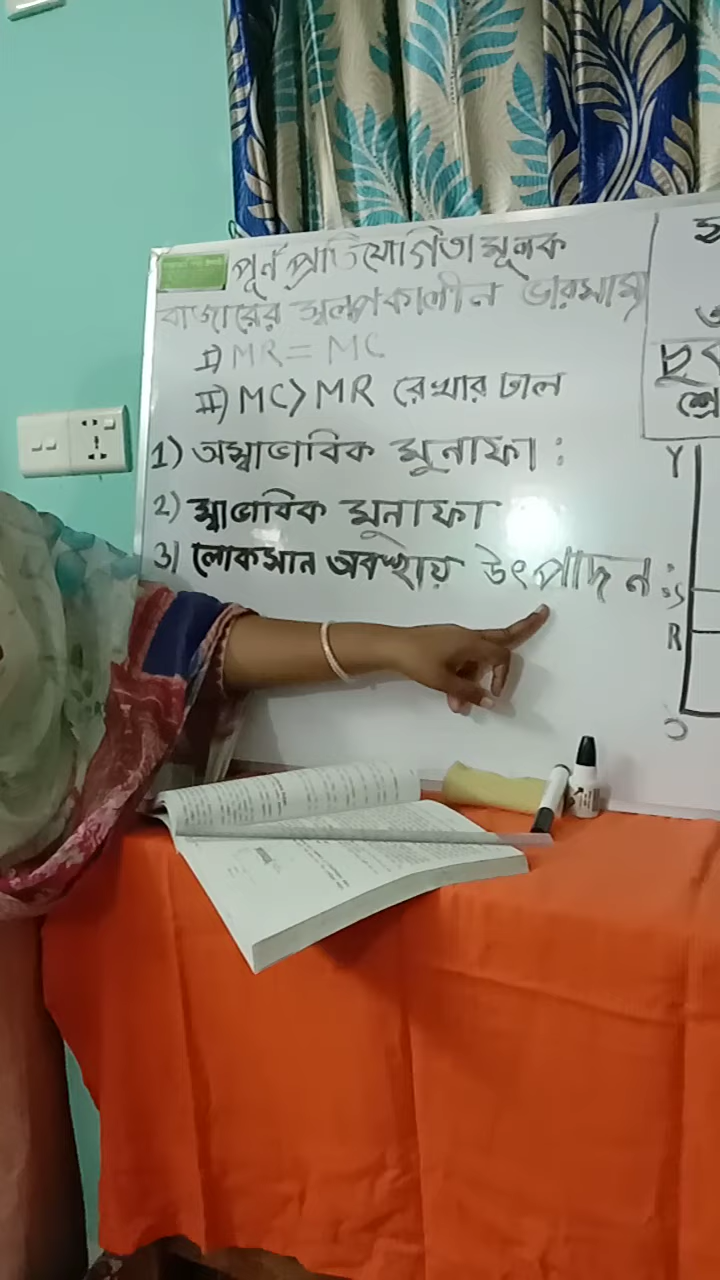 পূর্ন প্রতিযোগিতামূলক
বাজারের স্বল্পকালীন ভারসাম্য
I) MR = MC
II) MC > MR রেখার ঢাল
1) অস্বাভাবিক মুনাফা :
2) স্বাভাবিক মুনাফা
3) লোকসান অবস্থায় উৎপাদন :
Y
S
R
O